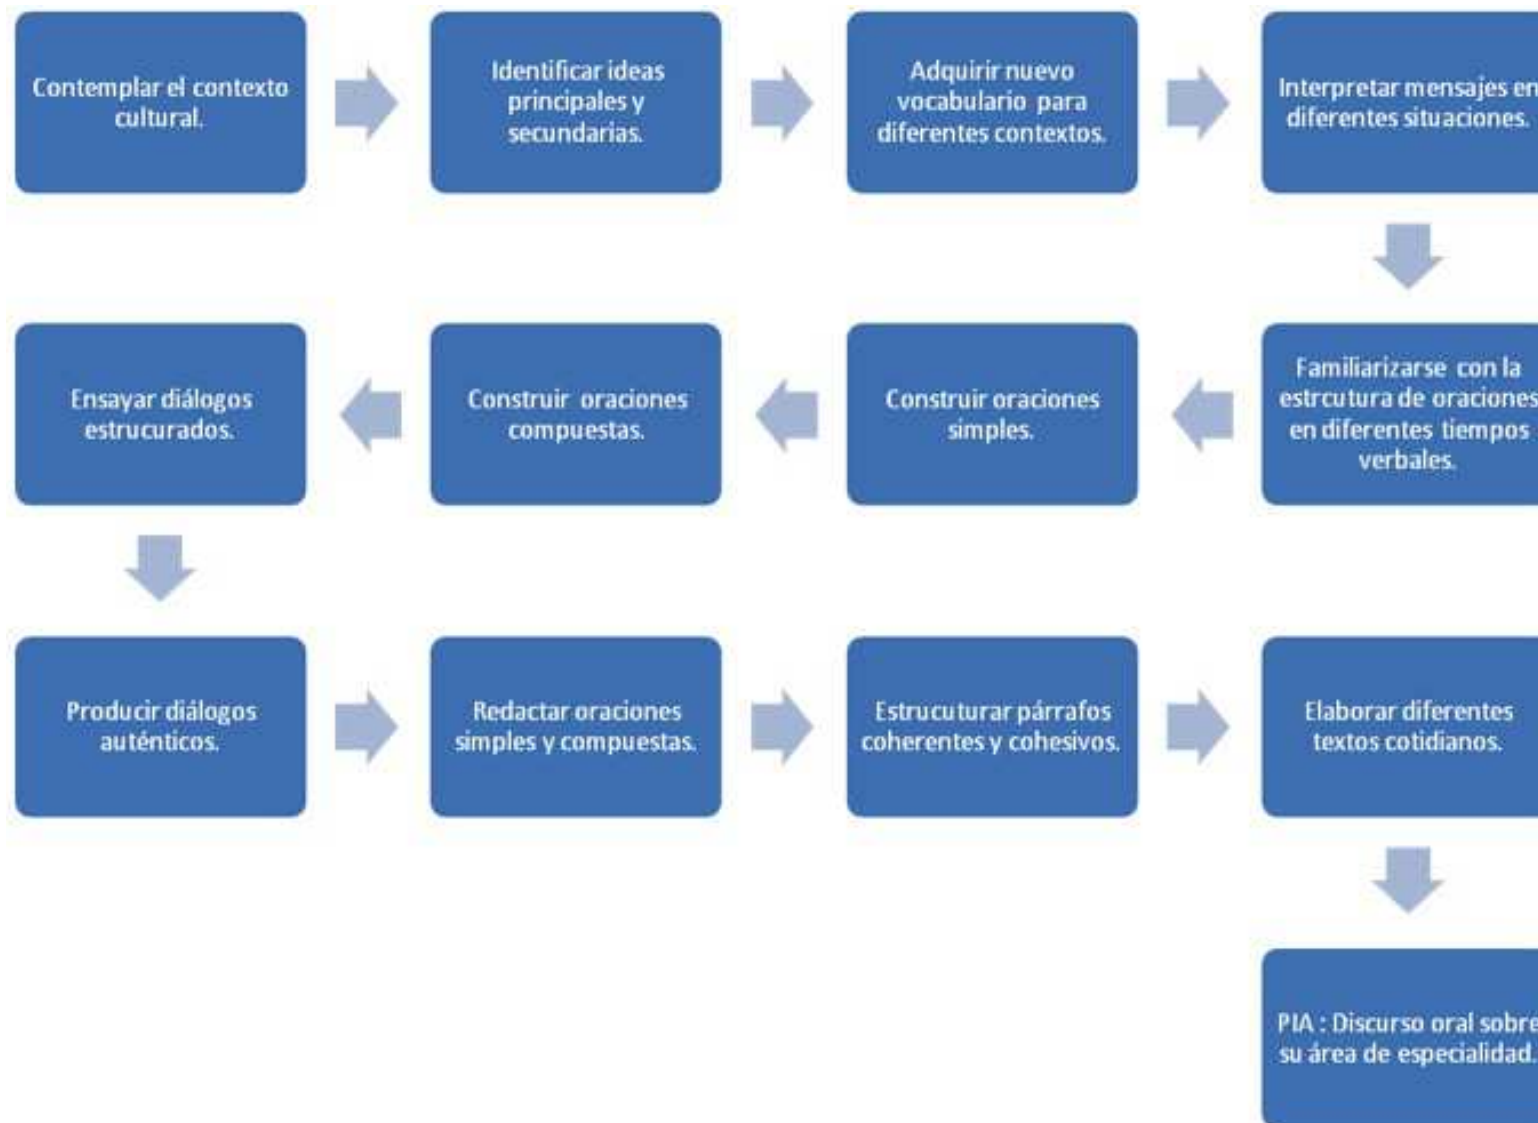 Contemplar el contexto
cultural.
Identificar ideas
principales y
secundarias.
Adquirir nuevo
vocabulario para
diferentes contextos.
Interpretar mensajes en
diferentes situaciones.
Familiarizarse con la
estrcutura de oraciones
en diferentes tiempos
verbales.
Construir oraciones
simples.
Construir oraciones
compuestas.
Ensayar diálogos
estrucurados.
Producir diálogos
auténticos.
Redactar oraciones
simples y compuestas.
Estrucuturar párrafos
coherentes y cohesivos.
Elaborar diferentes
textos cotidianos.
PIA : Discurso oral sobre
su área de especialidad.